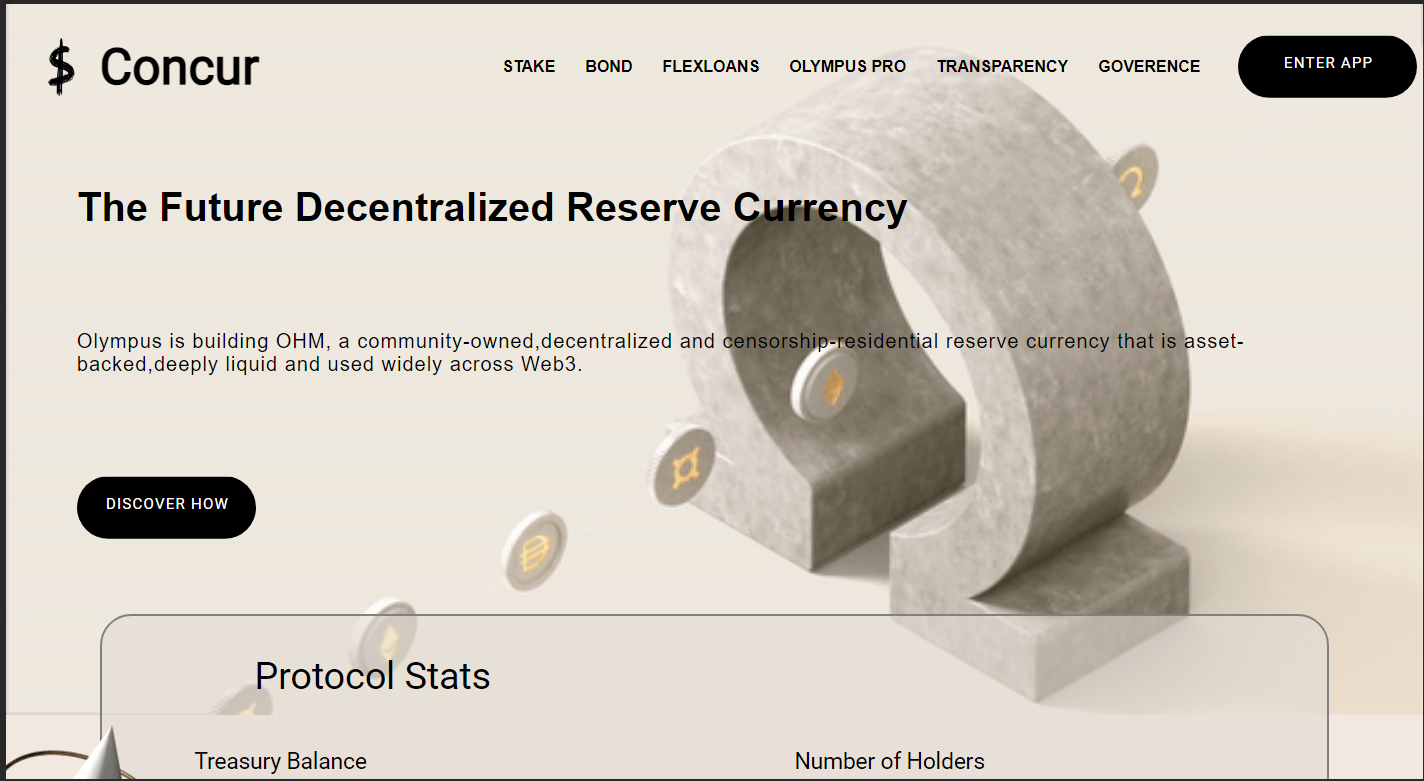 $ Concur
STAKE BOND FLEXLOANS OLYMPUS PRO TRANSPARENCY GOVERENCE ENTER APP
The Future Decentralized Reserve Currency
Olympus is building OHM, a community-owned,decentralized and censorship-residential reserve currency that is asset-
backed,deeply liquid and used widely across Web3.
DISCOVER HOW
Protocol Stats
Treasury Balance Number of Holders